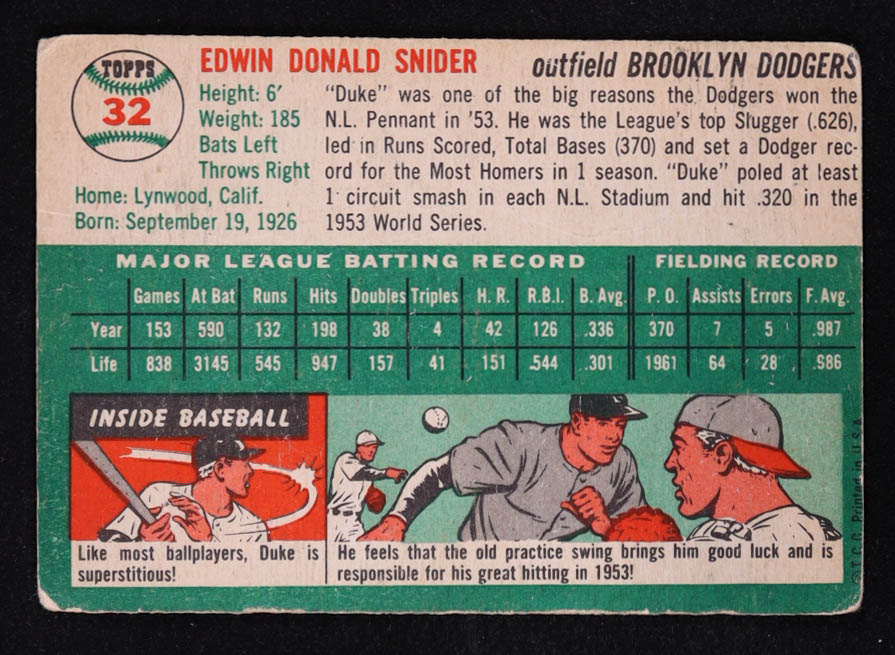 TOPPS
32
EDWIN DONALD SNIDER
outfield BROOKLYN DODGERS
Height: 6′
Weight: 185
Bats Left
Throws Right
Home: Lynwood, Calif.
Born: September 19, 1926
"Duke" was one of the big reasons the Dodgers won the
N.L. Pennant in '53. He was the League's top Slugger (.626),
led in Runs Scored, Total Bases (370) and set a Dodger rec-
ord for the Most Homers in 1 season. "Duke" poled at least
1 circuit smash in each N.L. Stadium and hit .320 in the
1953 World Series.
MAJOR LEAGUE BATTING RECORD FIELDING RECORD
Games At Bat Runs Hits Doubles Triples H. R. R.B.I. B. Avg. P. O. Assists Errors F. Avg.
Year 153 590 132 198 38 4 42 126 .336 370 7 5 .987
Life 838 3145 545 947 157 41 151 544 .301 1961 64 28 .986
INSIDE BASEBALL
Like most ballplayers, Duke is
superstitious!
He feels that the old practice swing brings him good luck and is
responsible for his great hitting in 1953!
©T.C.G. Printed in U.S.A.